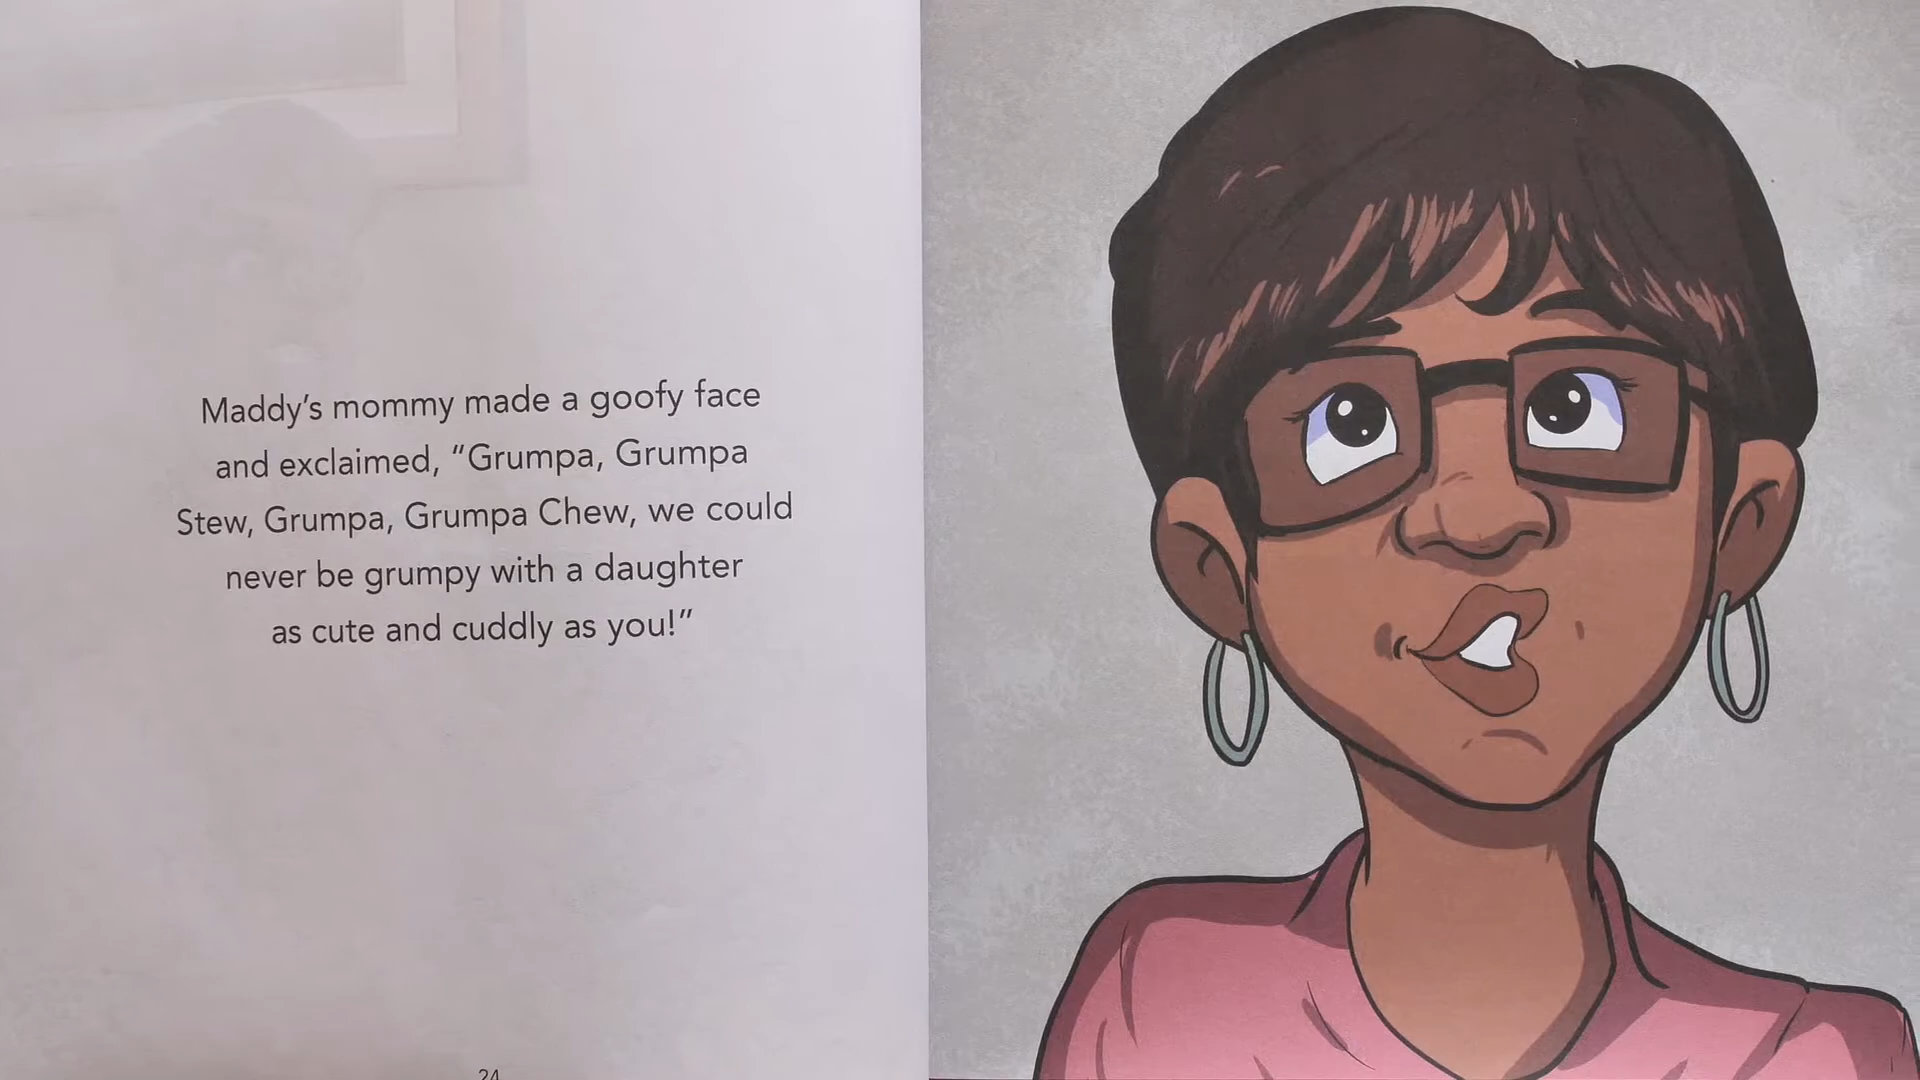 Maddy's mommy made a goofy face
and exclaimed, “Grumpa, Grumpa
Stew, Grumpa, Grumpa Chew, we could
never be grumpy with a daughter
as cute and cuddly as you!”
24